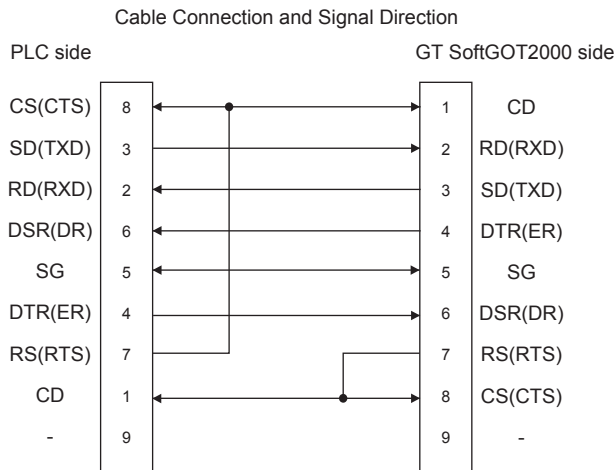 Cable Connection and Signal Direction
PLC side GT SoftGOT2000 side
CS(CTS) 8 1 CD
SD(TXD) 3 2 RD(RXD)
RD(RXD) 2 3 SD(TXD)
DSR(DR) 6 4 DTR(ER)
SG 5 5 SG
DTR(ER) 4 6 DSR(DR)
RS(RTS) 7 7 RS(RTS)
CD 1 8 CS(CTS)
- 9 9 -